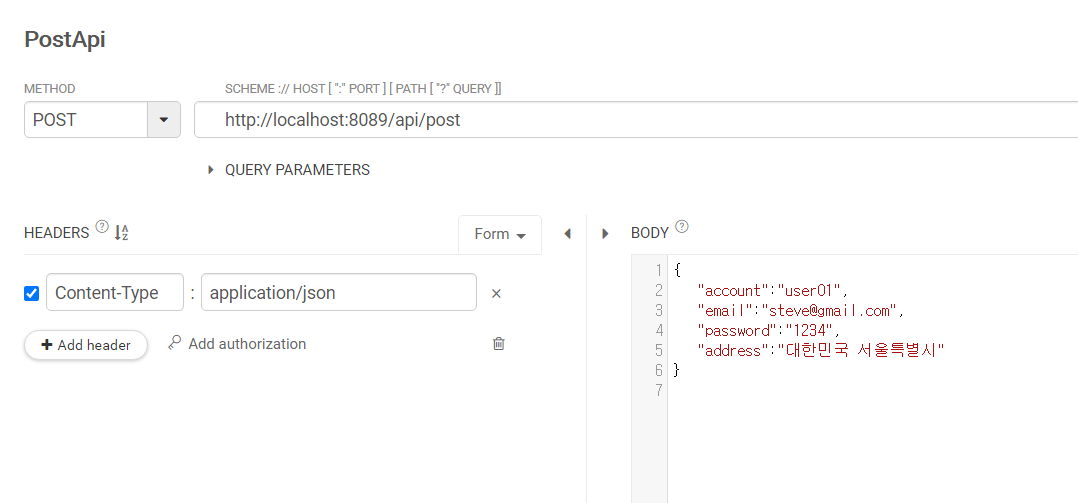 PostApi
METHOD
SCHEME :// HOST [ ":" PORT ] [ PATH [ "?" QUERY ]]
POST
http://localhost:8089/api/post
QUERY PARAMETERS
HEADERS ? A Z
Form
BODY ?
Content-Type : application/json ×
+ Add header
Add authorization
1 {
2 "account":"user01",
3 "email":"steve@gmail.com",
4 "password":"1234",
5 "address":"대한민국 서울특별시"
6 }
7